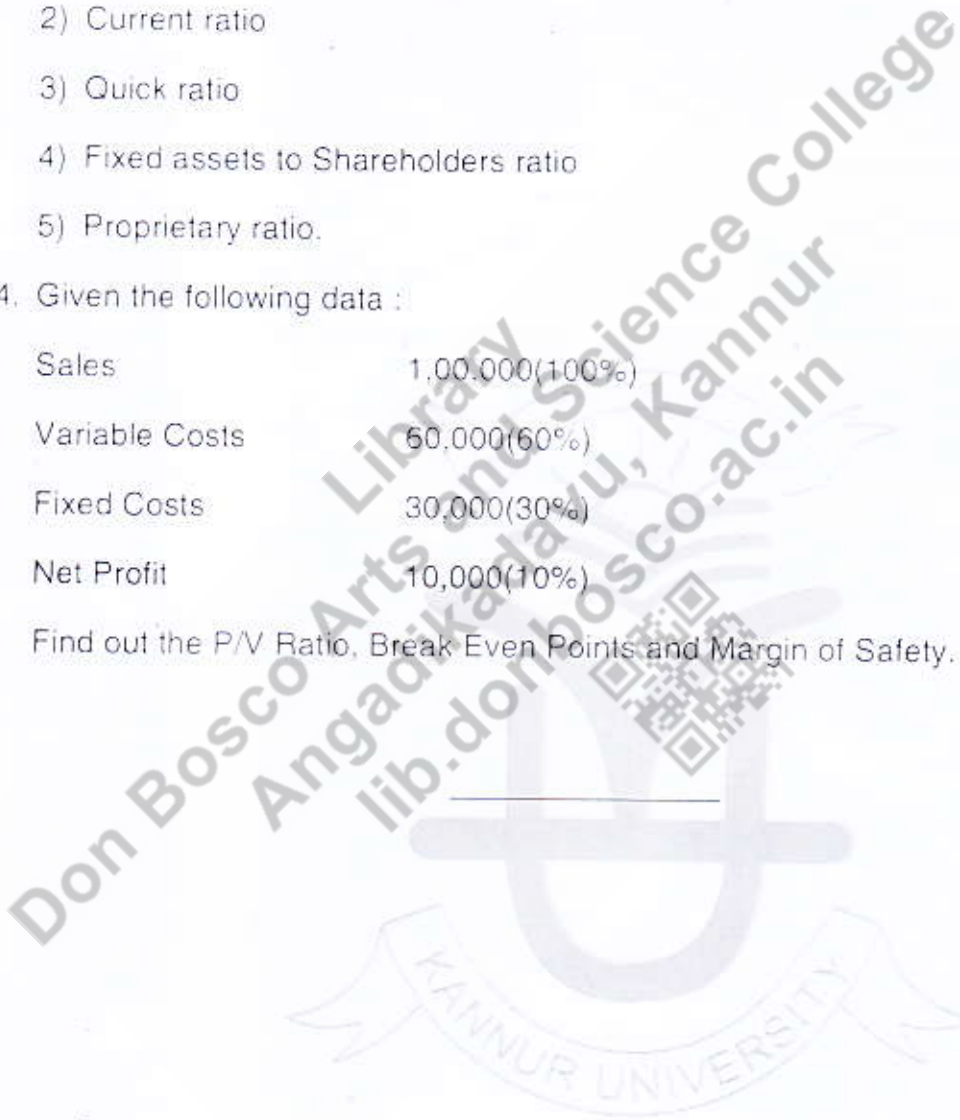 2) Current ratio
3) Quick ratio
4) Fixed assets to Shareholders ratio
5) Proprietary ratio.
4. Given the following data :
Sales 1,00,000(100%)
Variable Costs 60,000(60%)
Fixed Costs 30,000(30%)
Net Profit 10,000(10%)
Find out the P/V Ratio, Break Even Points and Margin of Safety.
Library
Don Bosco Arts and Science College
Angadikadavu, Kannur
lib.donbosco.ac.in
KANNUR UNIVERSITY